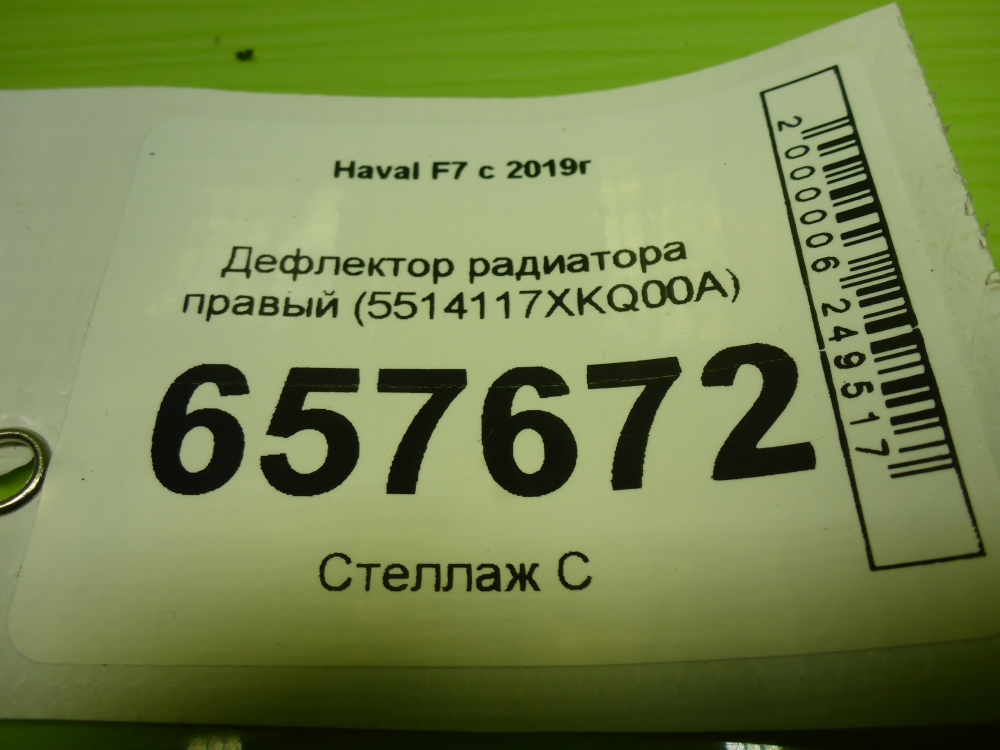 Haval F7 с 2019г
Дефлектор радиатора
правый (5514117XKQ00A)
657672
Стеллаж С
2000006249517